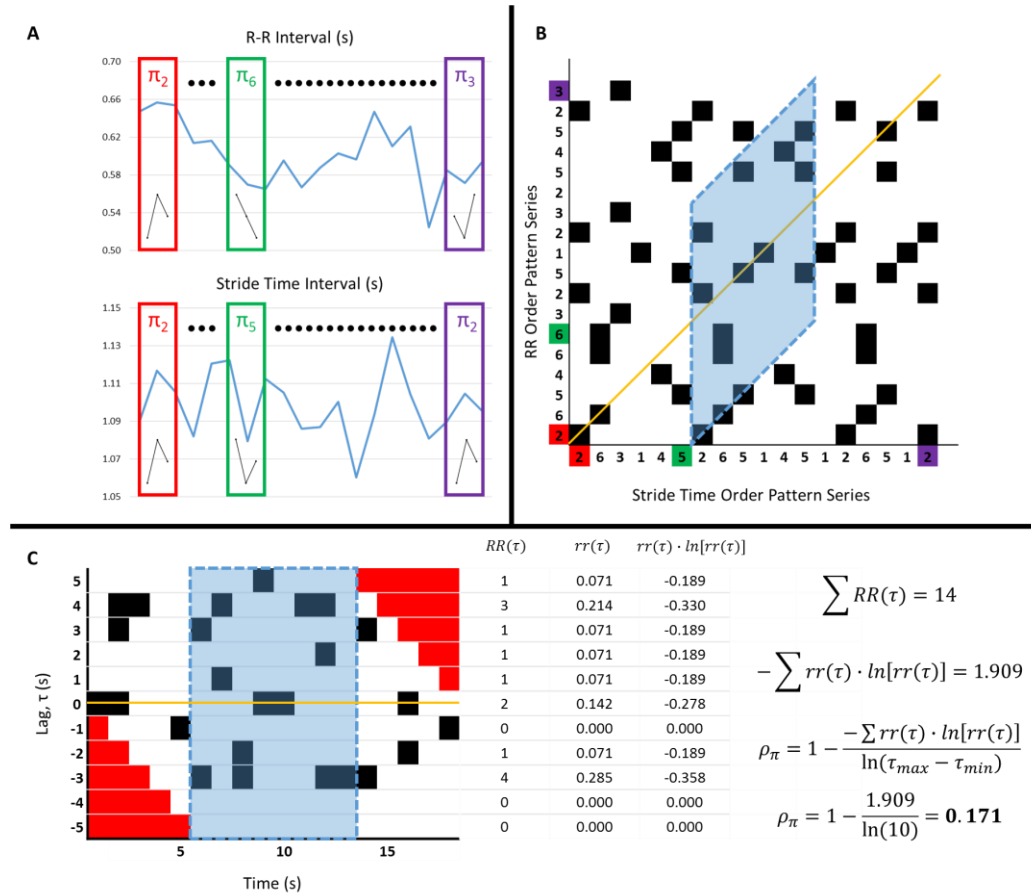 A
R-R Interval (s)
0.70
0.66
0.62
0.58
0.54
0.50
π2
π6
π3
Stride Time Interval (s)
1.15
1.13
1.11
1.09
1.07
1.05
π2
π5
π2
B
RR Order Pattern Series
3
2
5
4
5
2
3
2
1
5
2
3
6
6
4
5
6
2
2 6 3 1 4 5 2 6 5 1 4 5 1 2 6 5 1 2
Stride Time Order Pattern Series
C
RR(τ) rr(τ) rr(τ) · ln[rr(τ)]
Lag, τ (s)
5 1 0.071 -0.189
4 3 0.214 -0.330
3 1 0.071 -0.189
2 1 0.071 -0.189
1 1 0.071 -0.189
0 2 0.142 -0.278
-1 0 0.000 0.000
-2 1 0.071 -0.189
-3 4 0.285 -0.358
-4 0 0.000 0.000
-5 0 0.000 0.000
5 10 15
Time (s)
∑ RR(τ) = 14
− ∑ rr(τ) · ln[rr(τ)] = 1.909
ρπ = 1 − −∑ rr(τ) · ln[rr(τ)] / ln(τmax − τmin)
ρπ = 1 − 1.909 / ln(10) = 0.171